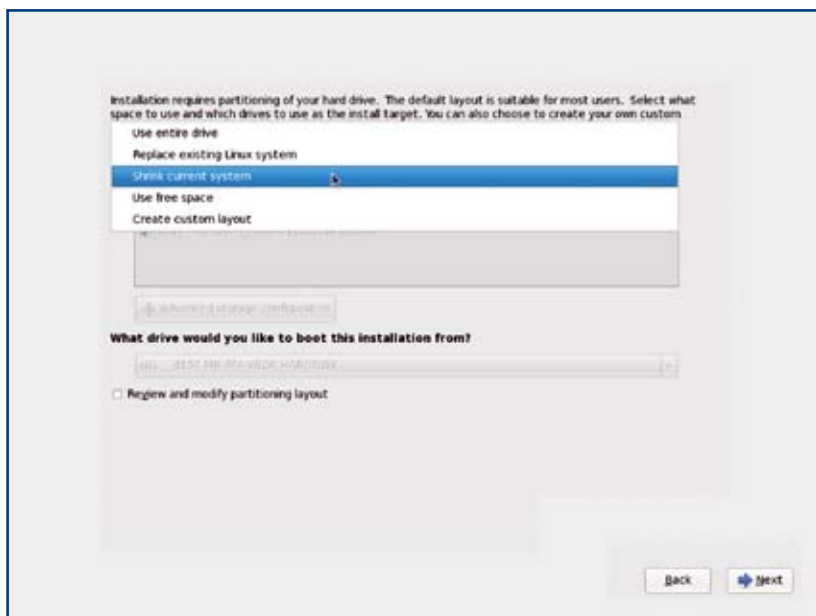 Installation requires partitioning of your hard drive. The default layout is suitable for most users. Select what
space to use and which drives to use as the install target. You can also choose to create your own custom
Use entire drive
Replace existing Linux system
Shrink current system
Use free space
Create custom layout
Advanced storage configuration
What drive would you like to boot this installation from?
Review and modify partitioning layout
Back
Next